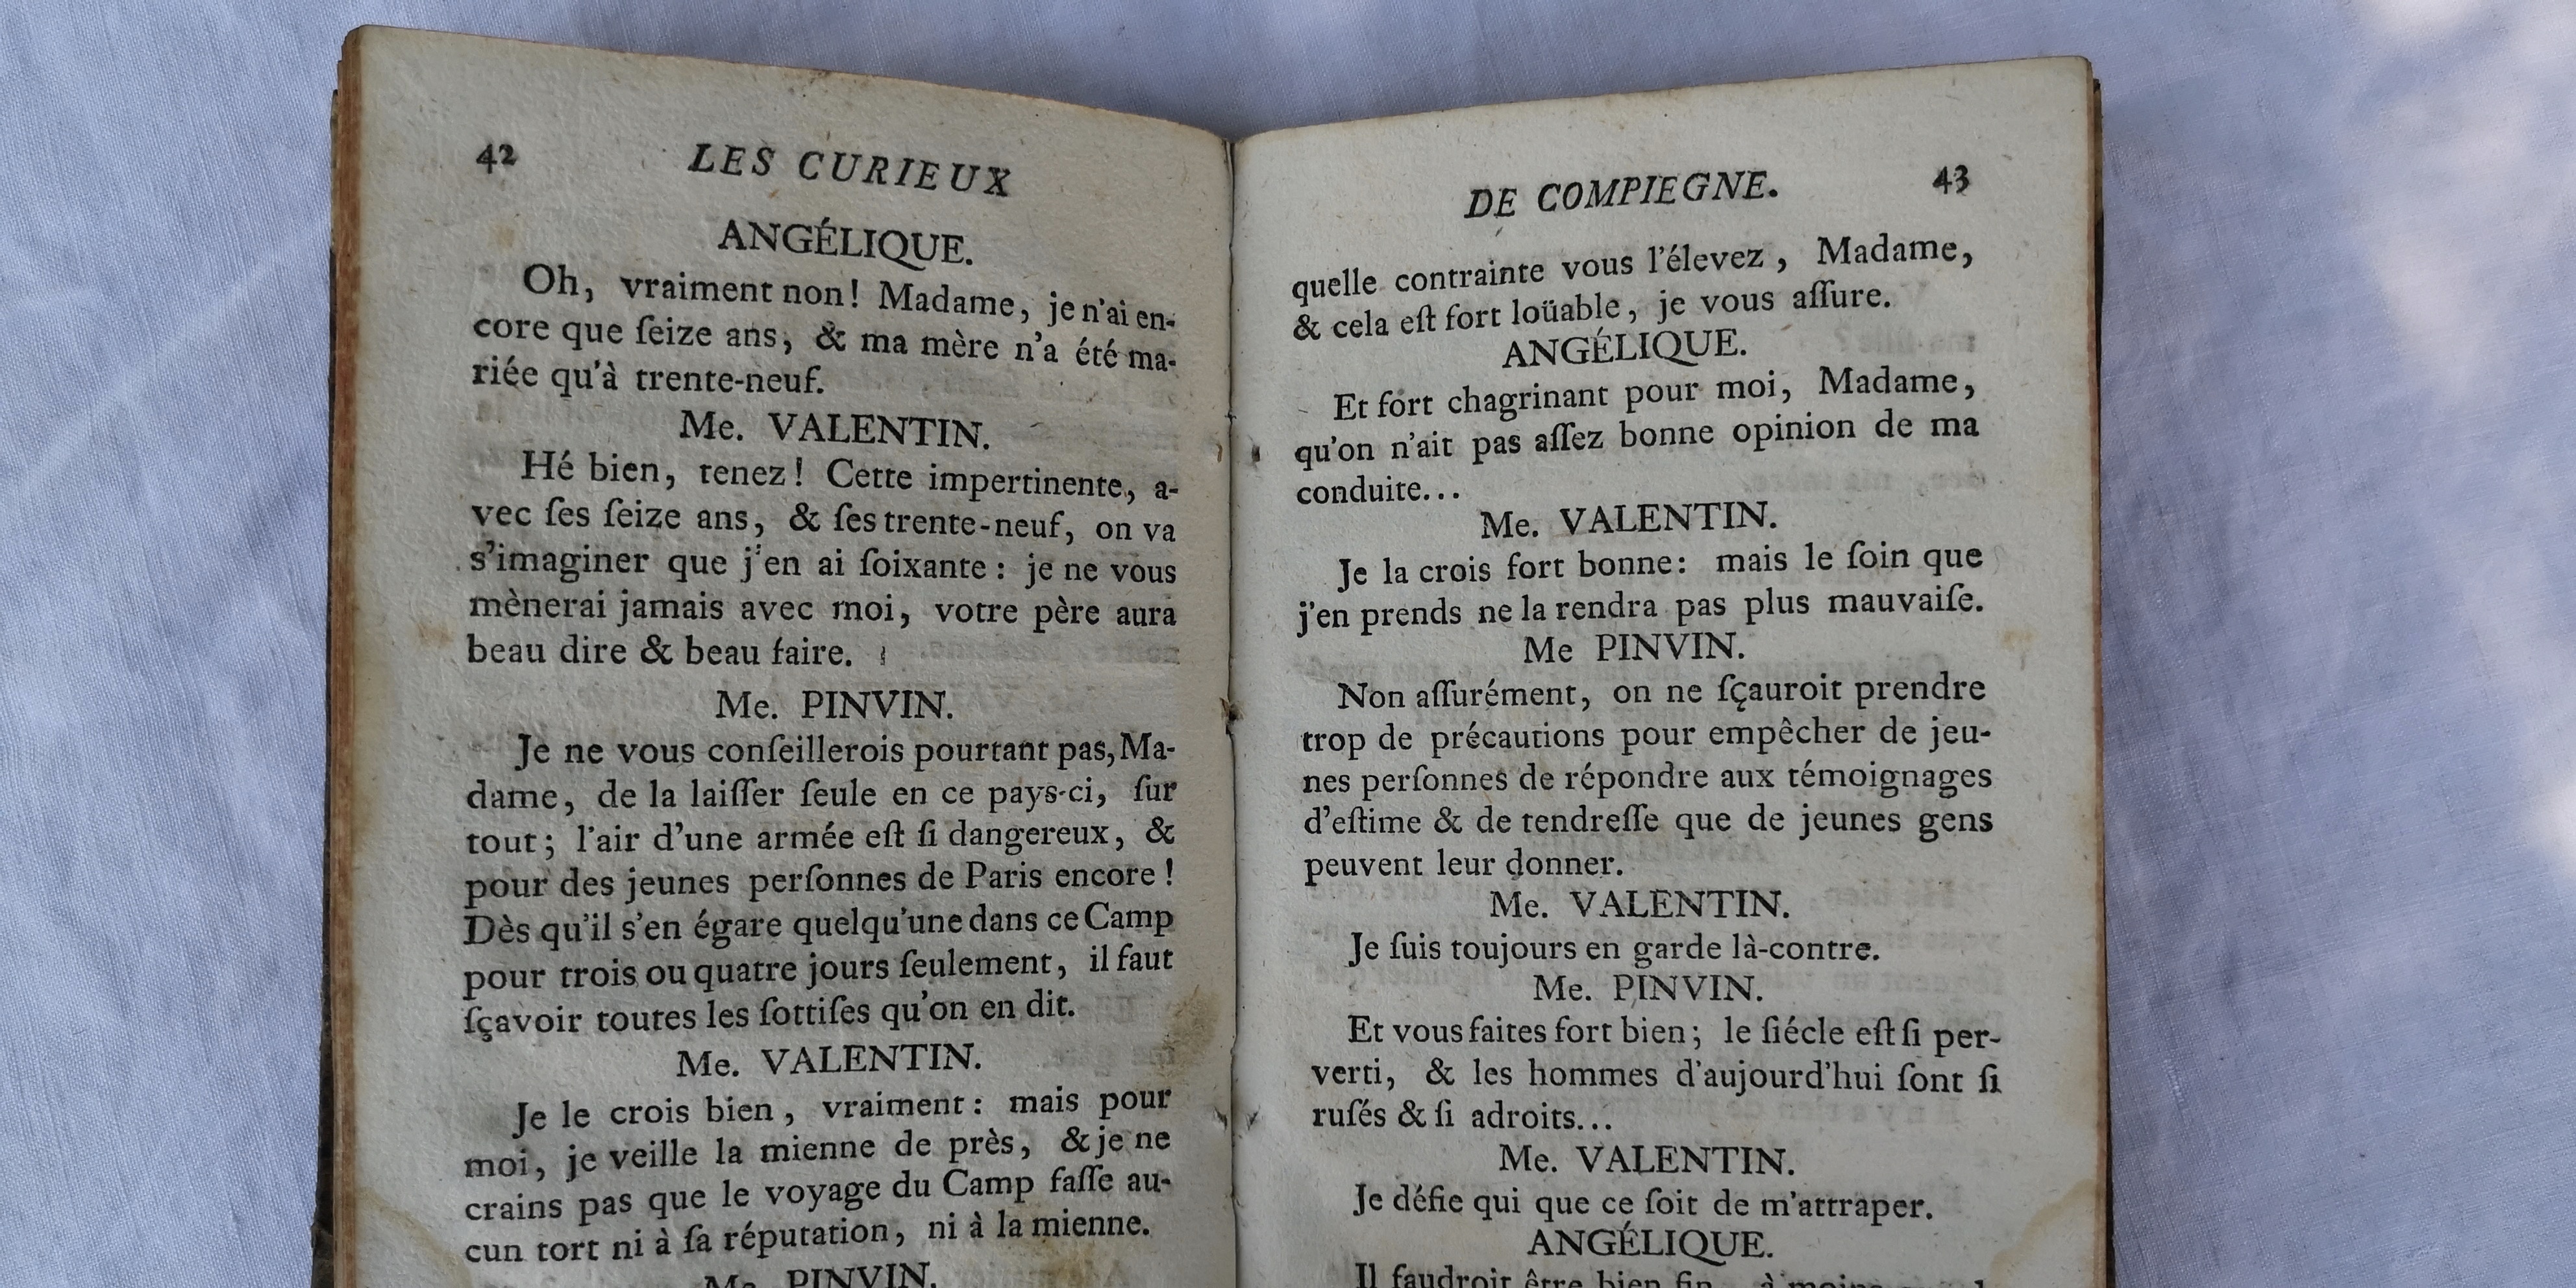 42 LES CURIEUX
ANGÉLIQUE.
Oh, vraiment non! Madame, je n'ai en-
core que ſeize ans, & ma mère n'a été ma-
riée qu'à trente-neuf.
Me. VALENTIN.
Hé bien, tenez! Cette impertinente, a-
vec ſes ſeize ans, & ſes trente-neuf, on va
s'imaginer que j'en ai ſoixante: je ne vous
mènerai jamais avec moi, votre père aura
beau dire & beau faire.
Me. PINVIN.
Je ne vous conſeillerois pourtant pas, Ma-
dame, de la laiſſer ſeule en ce pays-ci, ſur
tout; l'air d'une armée eſt ſi dangereux, &
pour des jeunes perſonnes de Paris encore!
Dès qu'il s'en égare quelqu'une dans ce Camp
pour trois ou quatre jours ſeulement, il faut
ſçavoir toutes les ſottiſes qu'on en dit.
Me. VALENTIN.
Je le crois bien, vraiment: mais pour
moi, je veille la mienne de près, & je ne
crains pas que le voyage du Camp faſſe au-
cun tort ni à ſa réputation, ni à la mienne.
Me. PINVIN.
DE COMPIEGNE. 43
quelle contrainte vous l'élevez, Madame,
& cela eſt fort loüable, je vous aſſure.
ANGÉLIQUE.
Et fort chagrinant pour moi, Madame,
qu'on n'ait pas aſſez bonne opinion de ma
conduite...
Me. VALENTIN.
Je la crois fort bonne: mais le ſoin que
j'en prends ne la rendra pas plus mauvaiſe.
Me PINVIN.
Non aſſurément, on ne ſçauroit prendre
trop de précautions pour empêcher de jeu-
nes perſonnes de répondre aux témoignages
d'eſtime & de tendreſſe que de jeunes gens
peuvent leur donner.
Me. VALENTIN.
Je ſuis toujours en garde là-contre.
Me. PINVIN.
Et vous faites fort bien; le ſiécle eſt ſi per-
verti, & les hommes d'aujourd'hui ſont ſi
ruſés & ſi adroits...
Me. VALENTIN.
Je défie qui que ce ſoit de m'attraper.
ANGÉLIQUE.
Il faudroit être bien fin, à moins